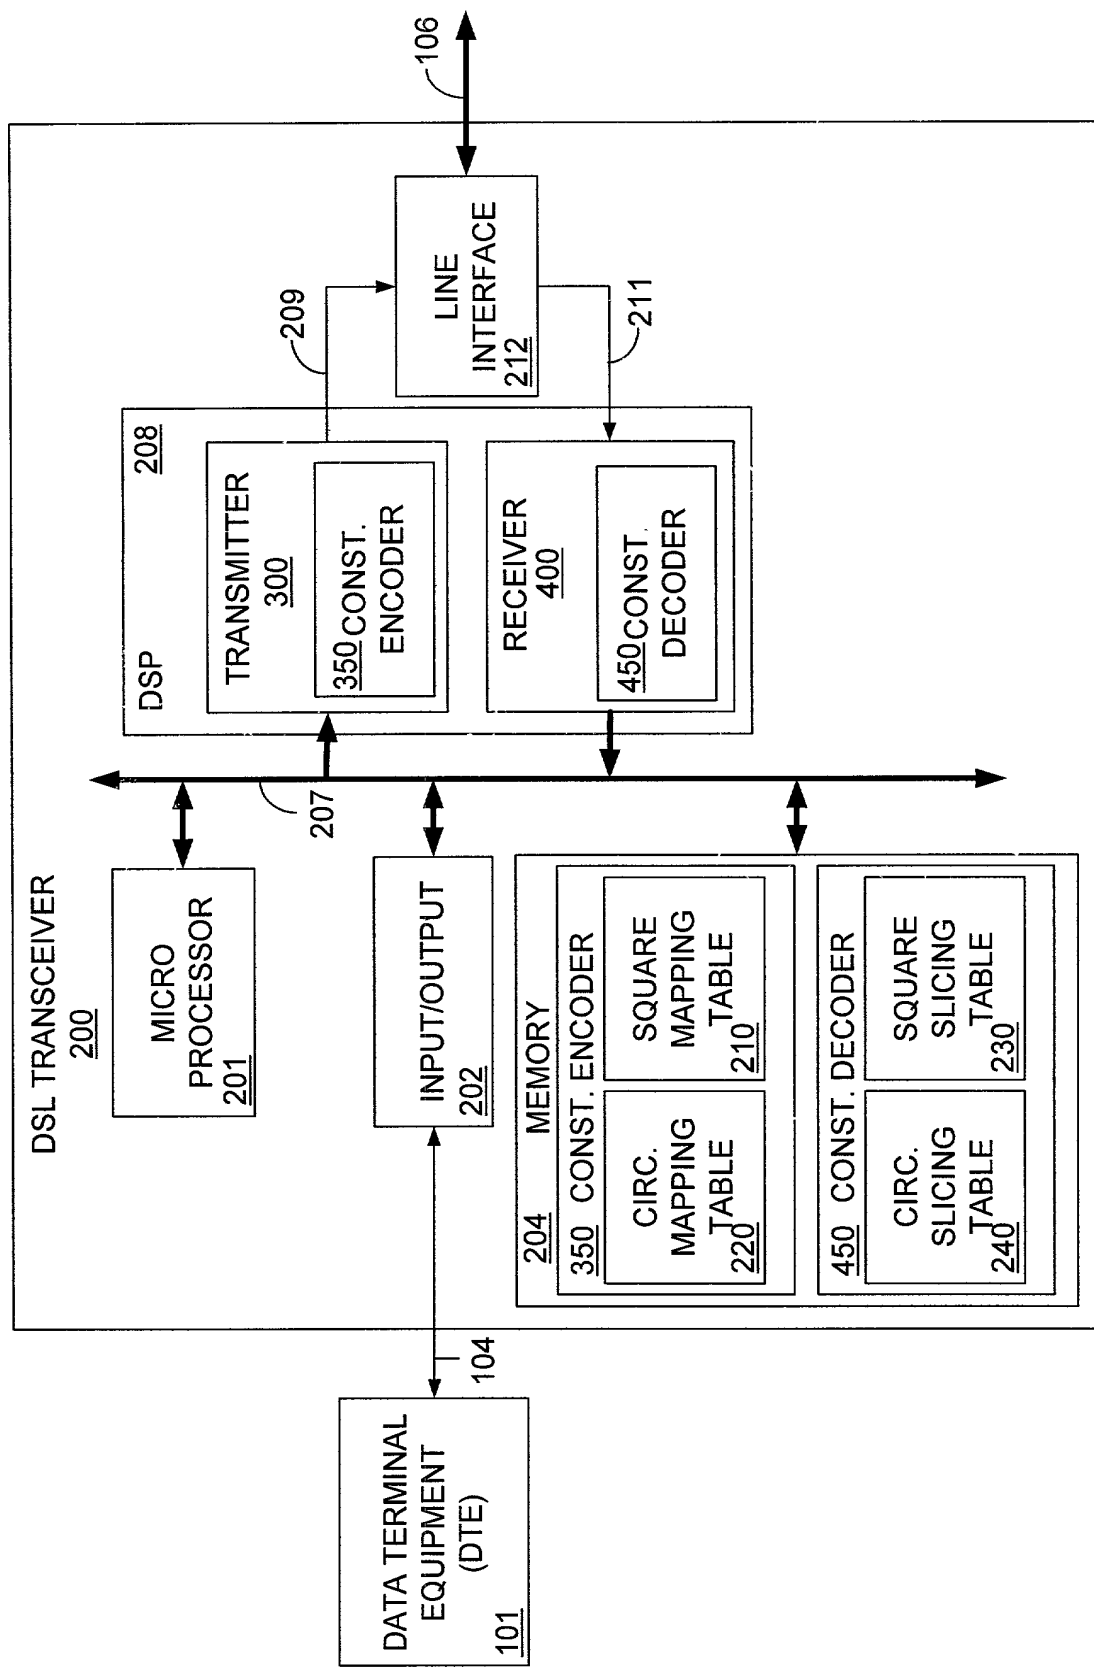 DSL TRANSCEIVER
200
MICRO
PROCESSOR
201
207
DSP
208
TRANSMITTER
300
350 CONST.
ENCODER
209
106
INPUT/OUTPUT
202
LINE
INTERFACE
212
211
RECEIVER
400
450 CONST.
DECODER
DATA TERMINAL
EQUIPMENT
(DTE)
101
104
204
MEMORY
350 CONST. ENCODER
CIRC.
MAPPING
TABLE
220
SQUARE
MAPPING
TABLE
210
450 CONST. DECODER
CIRC.
SLICING
TABLE
240
SQUARE
SLICING
TABLE
230